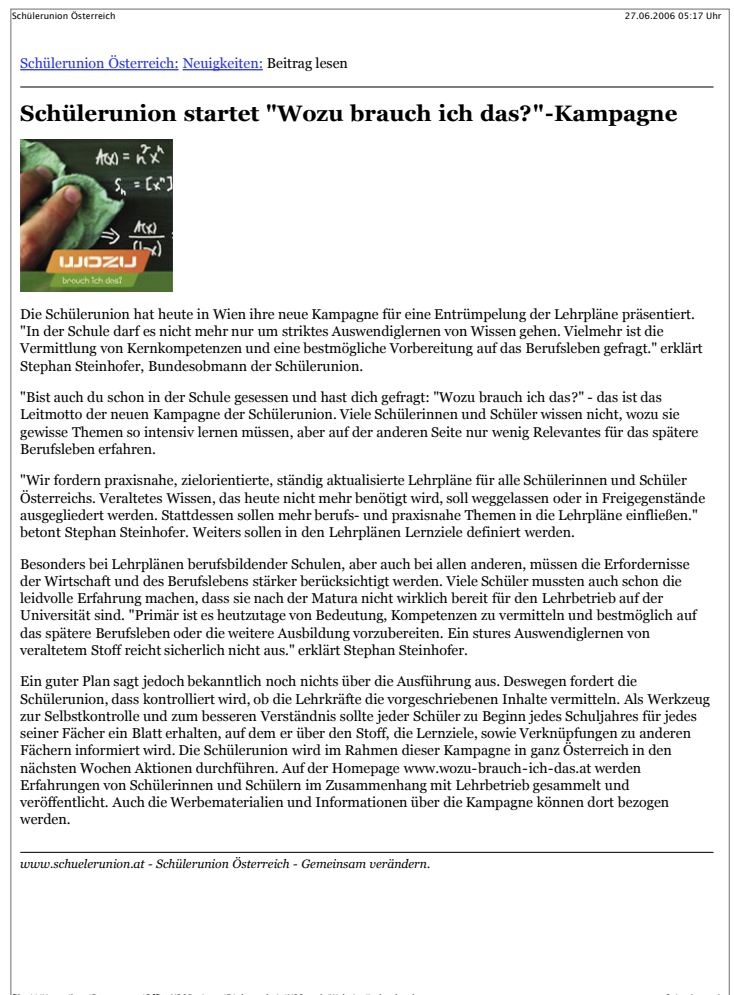 Schülerunion Österreich 27.06.2006 05:17 Uhr
Schülerunion Österreich: Neuigkeiten: Beitrag lesen
Schülerunion startet "Wozu brauch ich das?"-Kampagne
WOZU
brauch ich das?
Die Schülerunion hat heute in Wien ihre neue Kampagne für eine Entrümpelung der Lehrpläne präsentiert.
"In der Schule darf es nicht mehr nur um striktes Auswendiglernen von Wissen gehen. Vielmehr ist die
Vermittlung von Kernkompetenzen und eine bestmögliche Vorbereitung auf das Berufsleben gefragt." erklärt
Stephan Steinhofer, Bundesobmann der Schülerunion.
"Bist auch du schon in der Schule gesessen und hast dich gefragt: "Wozu brauch ich das?" - das ist das
Leitmotto der neuen Kampagne der Schülerunion. Viele Schülerinnen und Schüler wissen nicht, wozu sie
gewisse Themen so intensiv lernen müssen, aber auf der anderen Seite nur wenig Relevantes für das spätere
Berufsleben erfahren.
"Wir fordern praxisnahe, zielorientierte, ständig aktualisierte Lehrpläne für alle Schülerinnen und Schüler
Österreichs. Veraltetes Wissen, das heute nicht mehr benötigt wird, soll weggelassen oder in Freigegenstände
ausgegliedert werden. Stattdessen sollen mehr berufs- und praxisnahe Themen in die Lehrpläne einfließen."
betont Stephan Steinhofer. Weiters sollen in den Lehrplänen Lernziele definiert werden.
Besonders bei Lehrplänen berufsbildender Schulen, aber auch bei allen anderen, müssen die Erfordernisse
der Wirtschaft und des Berufslebens stärker berücksichtigt werden. Viele Schüler mussten auch schon die
leidvolle Erfahrung machen, dass sie nach der Matura nicht wirklich bereit für den Lehrbetrieb auf der
Universität sind. "Primär ist es heutzutage von Bedeutung, Kompetenzen zu vermitteln und bestmöglich auf
das spätere Berufsleben oder die weitere Ausbildung vorzubereiten. Ein stures Auswendiglernen von
veraltetem Stoff reicht sicherlich nicht aus." erklärt Stephan Steinhofer.
Ein guter Plan sagt jedoch bekanntlich noch nichts über die Ausführung aus. Deswegen fordert die
Schülerunion, dass kontrolliert wird, ob die Lehrkräfte die vorgeschriebenen Inhalte vermitteln. Als Werkzeug
zur Selbstkontrolle und zum besseren Verständnis sollte jeder Schüler zu Beginn jedes Schuljahres für jedes
seiner Fächer ein Blatt erhalten, auf dem er über den Stoff, die Lernziele, sowie Verknüpfungen zu anderen
Fächern informiert wird. Die Schülerunion wird im Rahmen dieser Kampagne in ganz Österreich in den
nächsten Wochen Aktionen durchführen. Auf der Homepage www.wozu-brauch-ich-das.at werden
Erfahrungen von Schülerinnen und Schülern im Zusammenhang mit Lehrbetrieb gesammelt und
veröffentlicht. Auch die Werbematerialien und Informationen über die Kampagne können dort bezogen
werden.
www.schuelerunion.at - Schülerunion Österreich - Gemeinsam verändern.